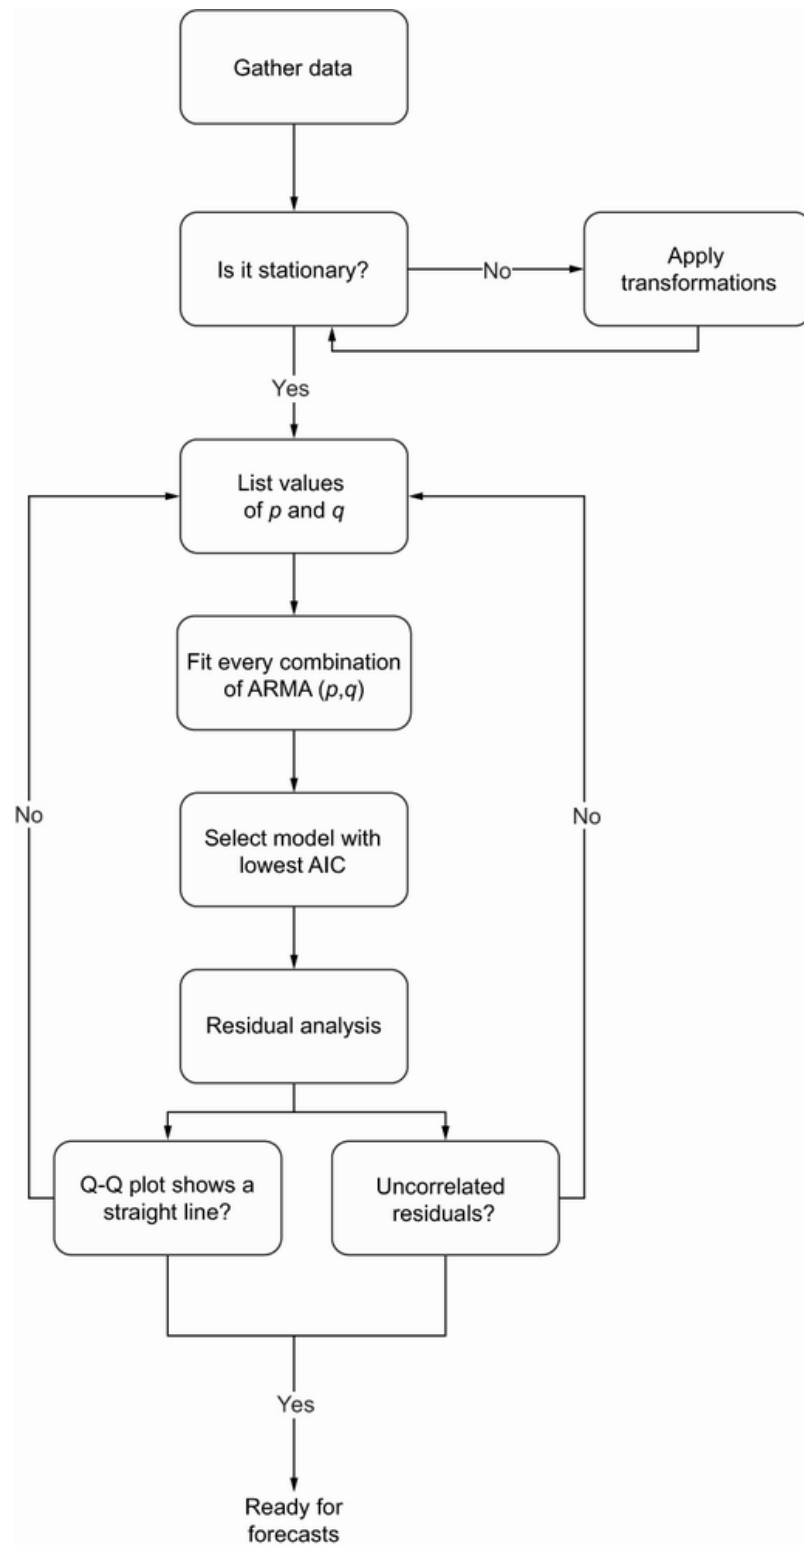 Gather data
Is it stationary?
No
Apply
transformations
Yes
List values
of p and q
Fit every combination
of ARMA (p,q)
No
No
Select model with
lowest AIC
Residual analysis
Q-Q plot shows a
straight line?
Uncorrelated
residuals?
Yes
Ready for
forecasts